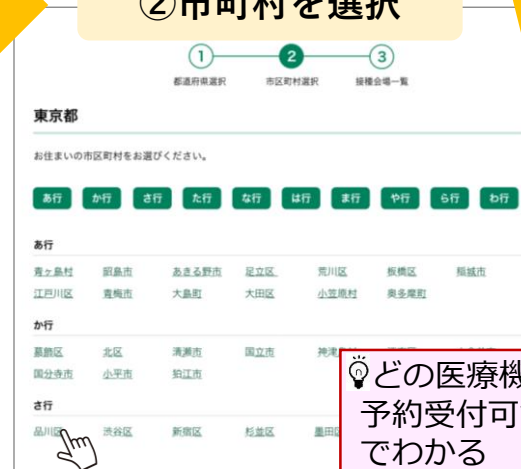 ②市町村を選択
1 2 3
都道府県選択 市区町村選択 接種会場一覧
東京都
お住まいの市区町村をお選びください。
あ行 か行 さ行 た行 な行 は行 ま行 や行 ら行 わ行
あ行
青ヶ島村 昭島市 あきる野市 足立区 荒川区 板橋区 稲城市
江戸川区 青梅市 大島町 大田区 小笠原村 奥多摩町
か行
葛飾区 北区 清瀬市 国立市 神津
国分寺市 小平市 狛江市
さ行
品川区 渋谷区 新宿区 杉並区 墨田区
どの医療機
予約受付可
でわかる